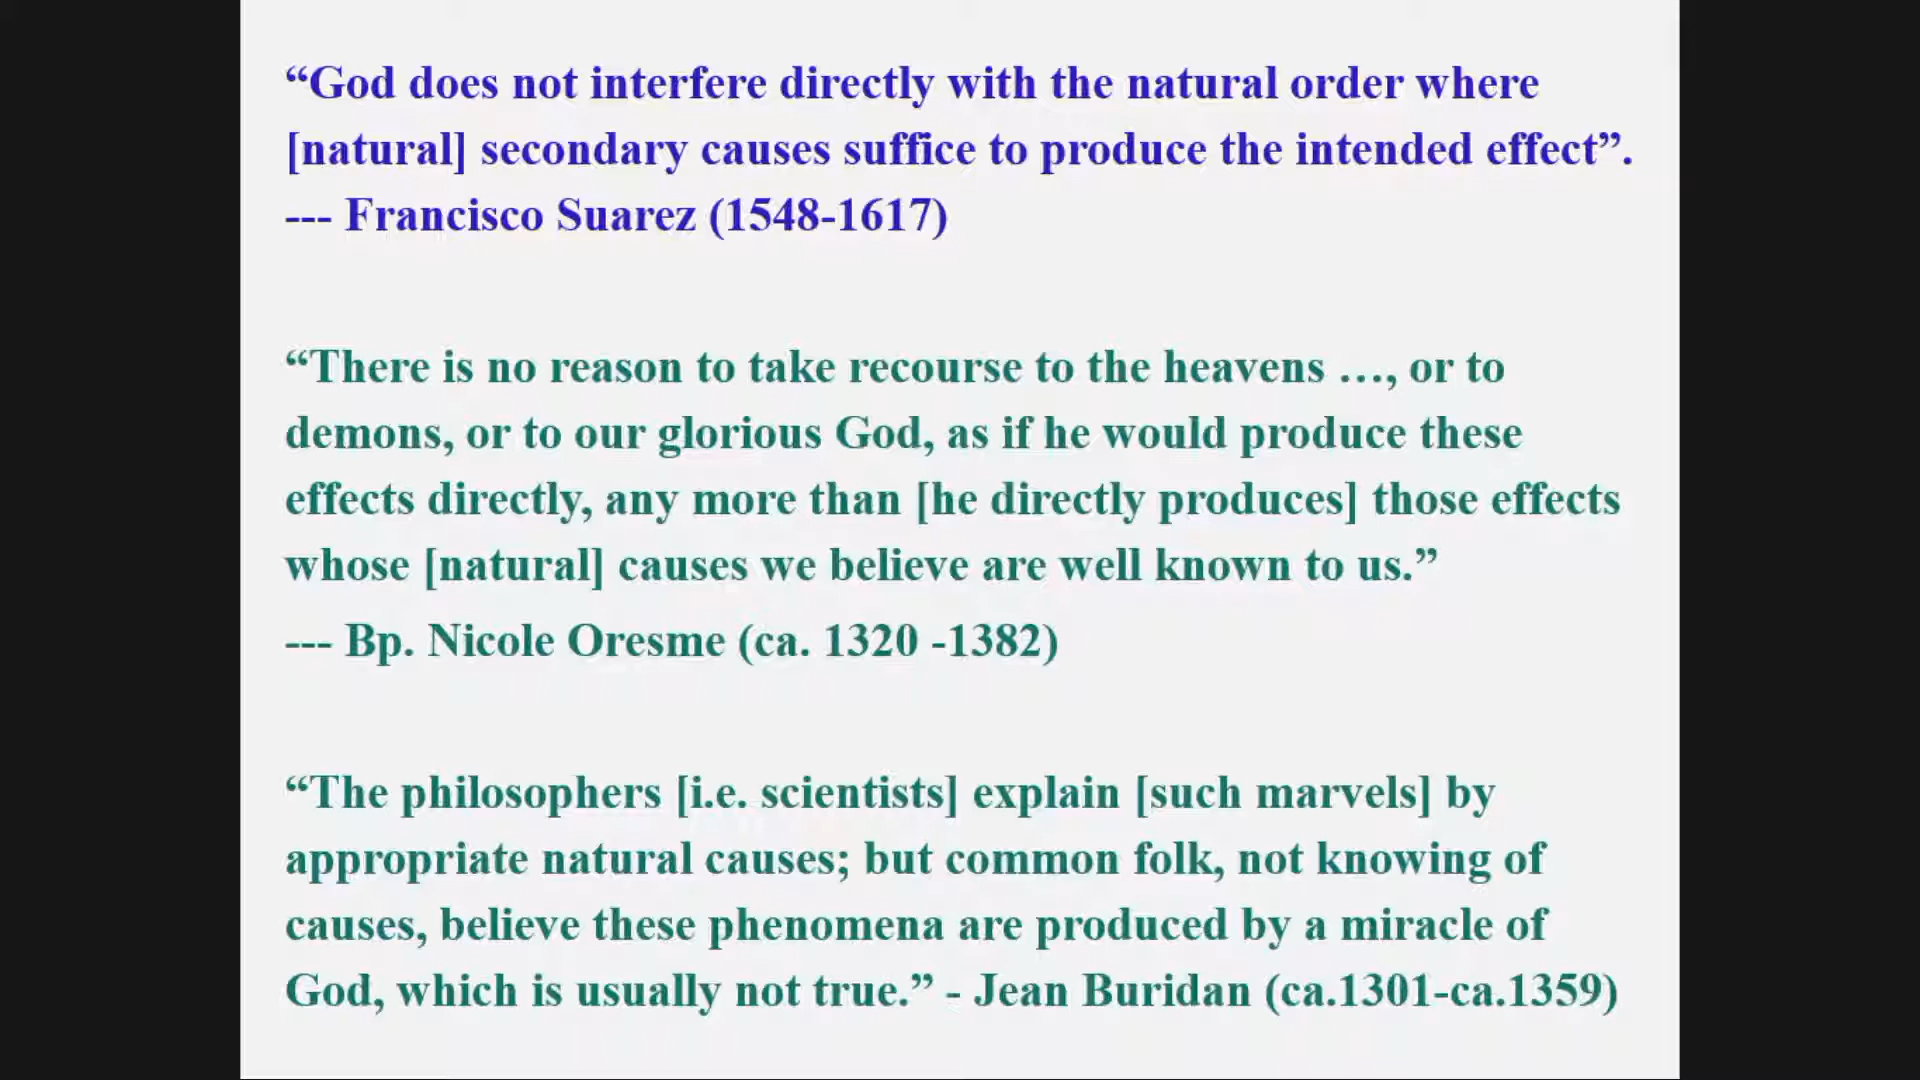 “God does not interfere directly with the natural order where
[natural] secondary causes suffice to produce the intended effect”.
--- Francisco Suarez (1548-1617)
“There is no reason to take recourse to the heavens …, or to
demons, or to our glorious God, as if he would produce these
effects directly, any more than [he directly produces] those effects
whose [natural] causes we believe are well known to us.”
--- Bp. Nicole Oresme (ca. 1320 -1382)
“The philosophers [i.e. scientists] explain [such marvels] by
appropriate natural causes; but common folk, not knowing of
causes, believe these phenomena are produced by a miracle of
God, which is usually not true.” - Jean Buridan (ca.1301-ca.1359)